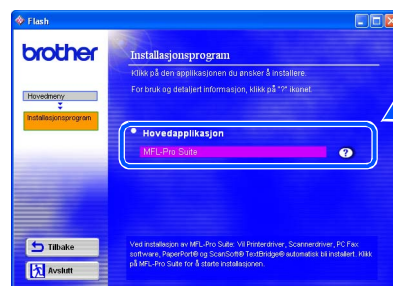 Flash
brother
Installasjonsprogram
Klikk på den applikasjonen du ønsker å installere.
For bruk og detaljert informasjon, klikk på "?" ikonet.
Hovedmeny
Installasjonsprogram
Hovedapplikasjon
MFL-Pro Suite
?
Tilbake
Avslutt
Ved installasjon av MFL-Pro Suite: Vil Printerdriver, Scannerdriver, PC Fax
software, PaperPort® og ScanSoft® TextBridge® automatisk bli installert. Klikk
på MFL-Pro Suite for å starte installasjonen.